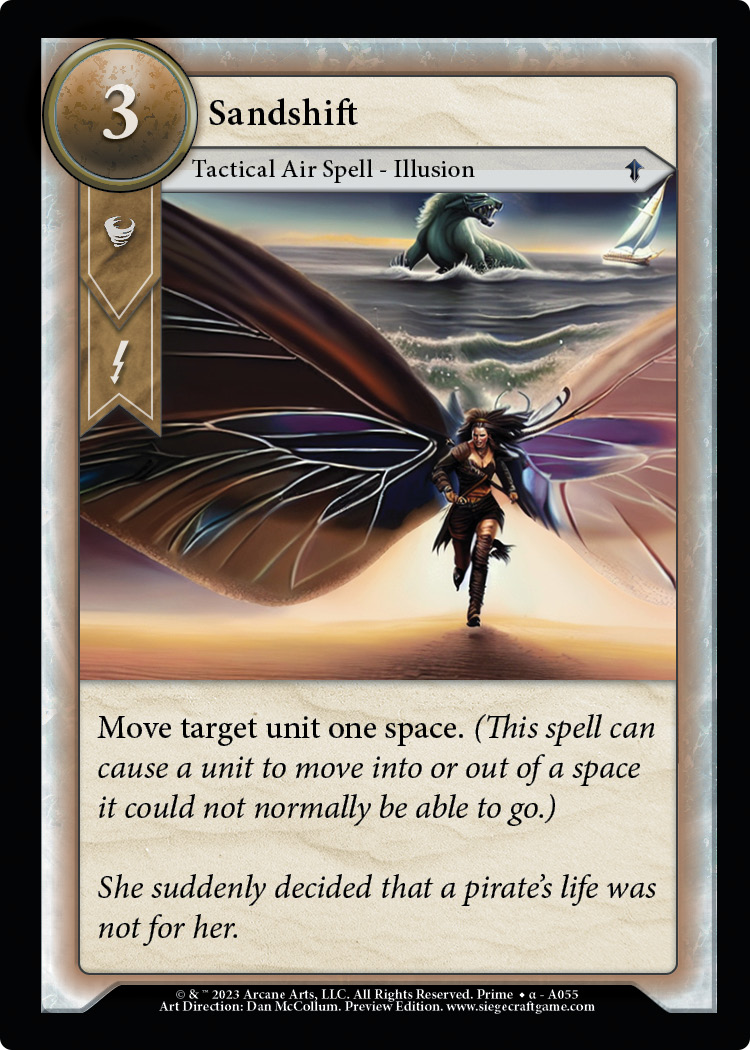 3
Sandshift
Tactical Air Spell - Illusion
Move target unit one space. (This spell can
cause a unit to move into or out of a space
it could not normally be able to go.)
She suddenly decided that a pirate's life was
not for her.
© & ™ 2023 Arcane Arts, LLC. All Rights Reserved. Prime ⬥ α - A055
Art Direction: Dan McCollum. Preview Edition. www.siegecraftgame.com